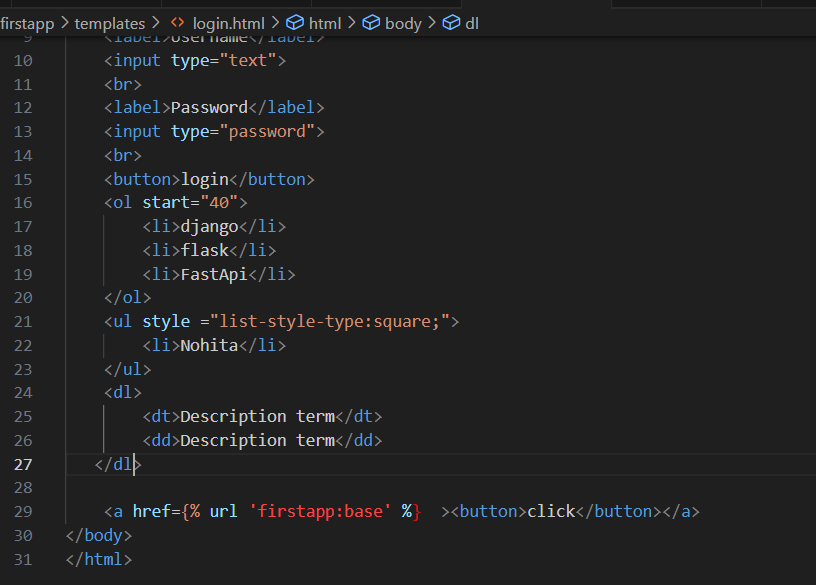 firstapp > templates > <> login.html > html > body > dl
9 <label>Username</label>
10 <input type="text">
11 <br>
12 <label>Password</label>
13 <input type="password">
14 <br>
15 <button>login</button>
16 <ol start="40">
17 <li>django</li>
18 <li>flask</li>
19 <li>FastApi</li>
20 </ol>
21 <ul style ="list-style-type:square;">
22 <li>Nohita</li>
23 </ul>
24 <dl>
25 <dt>Description term</dt>
26 <dd>Description term</dd>
27 </dl>
28
29 <a href={% url 'firstapp:base' %}  ><button>click</button></a>
30 </body>
31 </html>